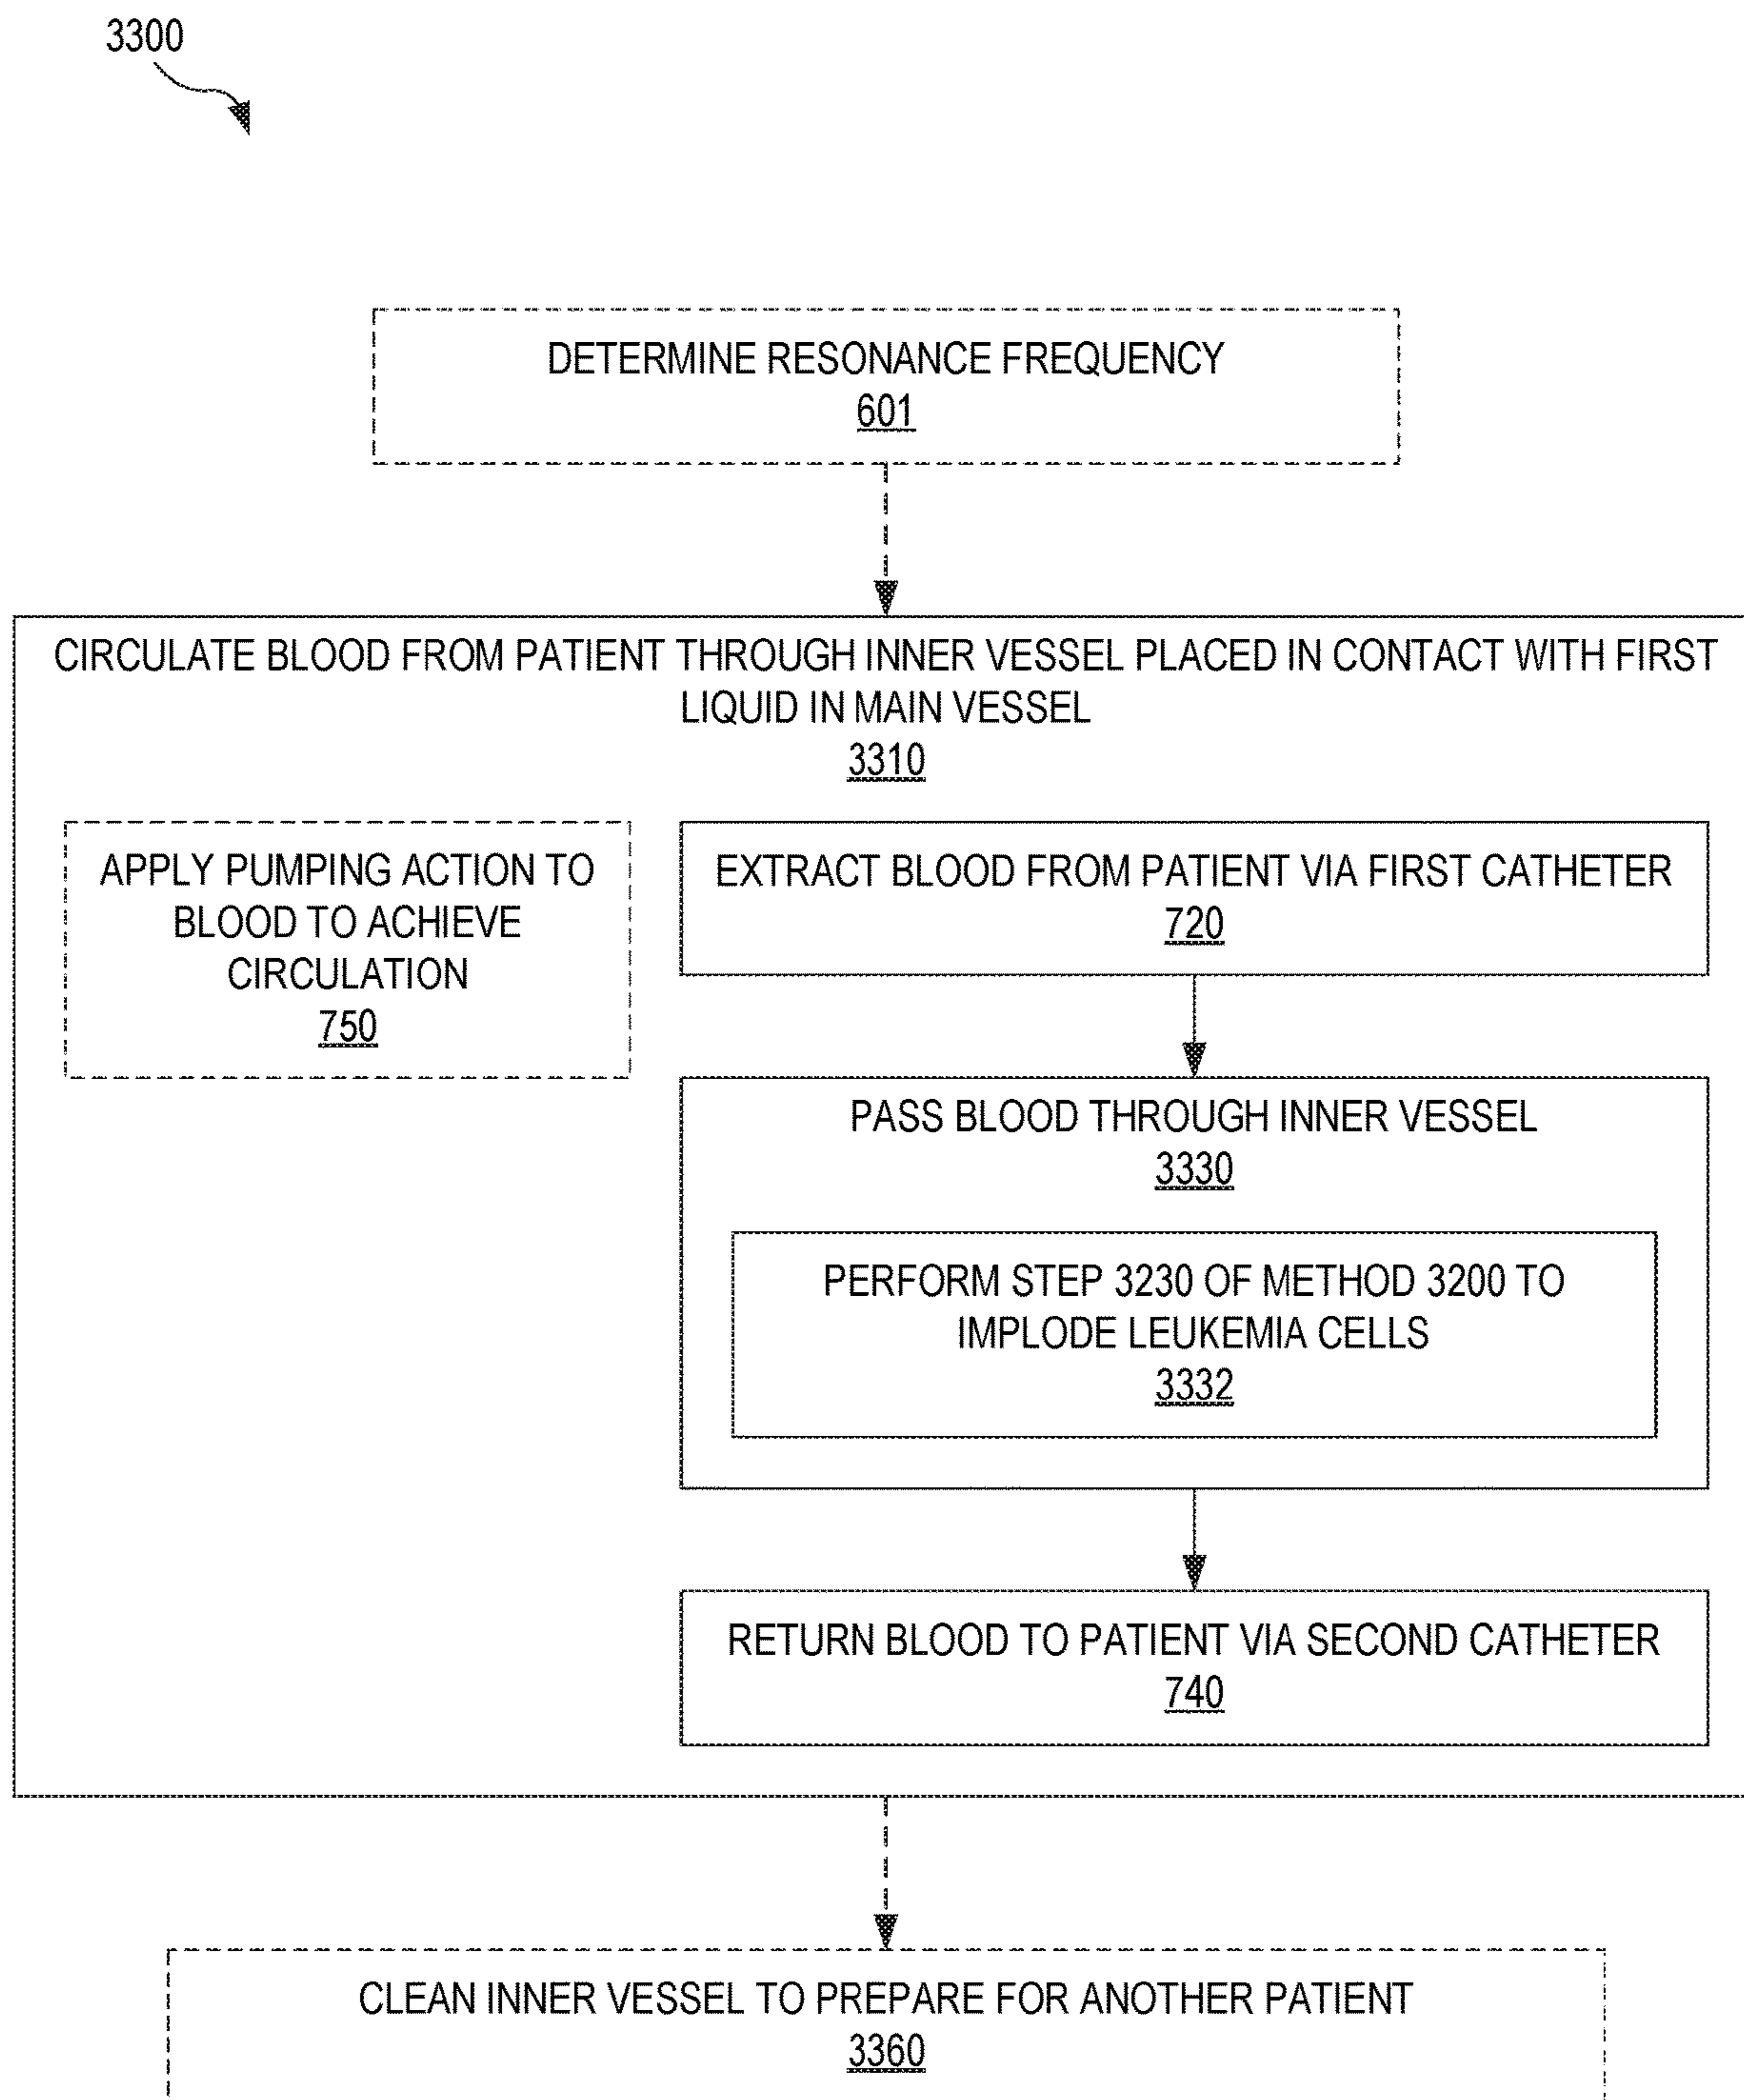 3300
DETERMINE RESONANCE FREQUENCY
601
CIRCULATE BLOOD FROM PATIENT THROUGH INNER VESSEL PLACED IN CONTACT WITH FIRST
LIQUID IN MAIN VESSEL
3310
APPLY PUMPING ACTION TO
BLOOD TO ACHIEVE
CIRCULATION
750
EXTRACT BLOOD FROM PATIENT VIA FIRST CATHETER
720
PASS BLOOD THROUGH INNER VESSEL
3330
PERFORM STEP 3230 OF METHOD 3200 TO
IMPLODE LEUKEMIA CELLS
3332
RETURN BLOOD TO PATIENT VIA SECOND CATHETER
740
CLEAN INNER VESSEL TO PREPARE FOR ANOTHER PATIENT
3360